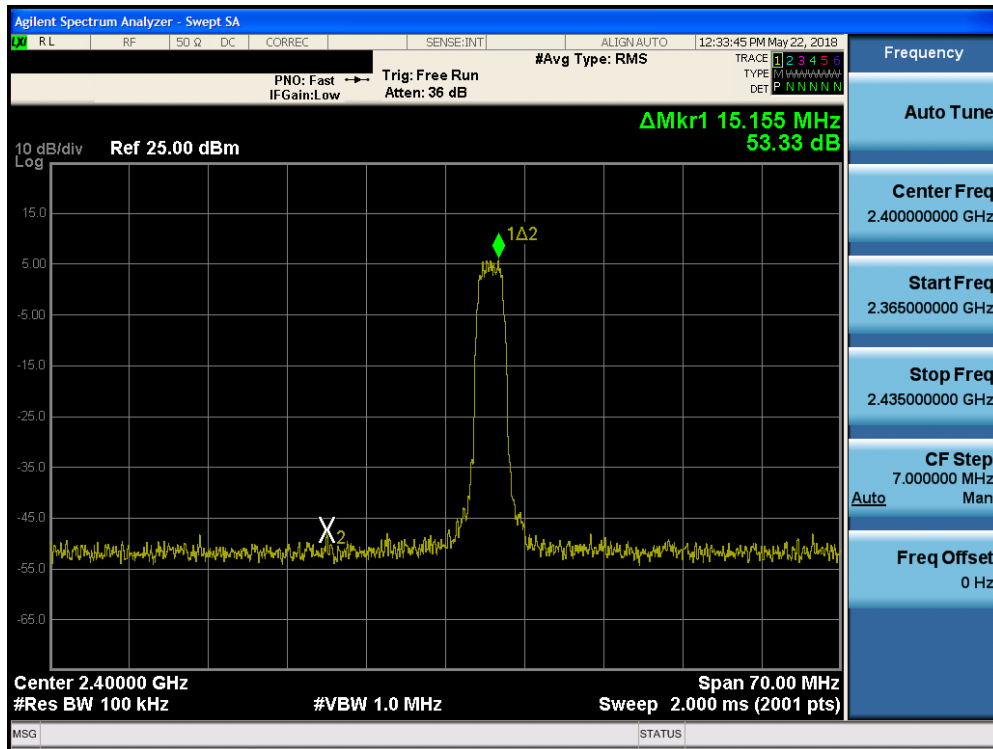 Agilent Spectrum Analyzer - Swept SA
LXI RL RF 50 Ω DC CORREC SENSE:INT ALIGN AUTO 12:33:45 PM May 22, 2018
#Avg Type: RMS
TRACE 1 2 3 4 5 6
PNO: Fast Trig: Free Run
TYPE M WWWWW
IFGain:Low Atten: 36 dB
DET P N N N N N
ΔMkr1 15.155 MHz
53.33 dB
10 dB/div Ref 25.00 dBm
Log
15.0
5.00
-5.00
-15.0
-25.0
-35.0
-45.0
-55.0
-65.0
1Δ2
X2
Center 2.40000 GHz Span 70.00 MHz
#Res BW 100 kHz #VBW 1.0 MHz Sweep 2.000 ms (2001 pts)
MSG STATUS
Frequency
Auto Tune
Center Freq
2.400000000 GHz
Start Freq
2.365000000 GHz
Stop Freq
2.435000000 GHz
CF Step
7.000000 MHz
Auto Man
Freq Offset
0 Hz